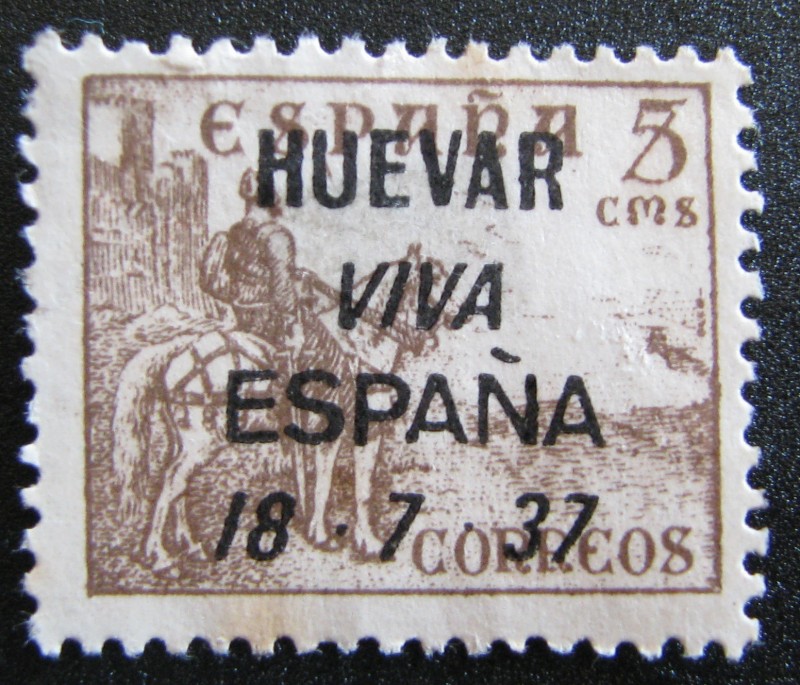 ESPAÑA 5
HUEVAR
CMS
VIVA
ESPAÑA
18·7·37
CORREOS